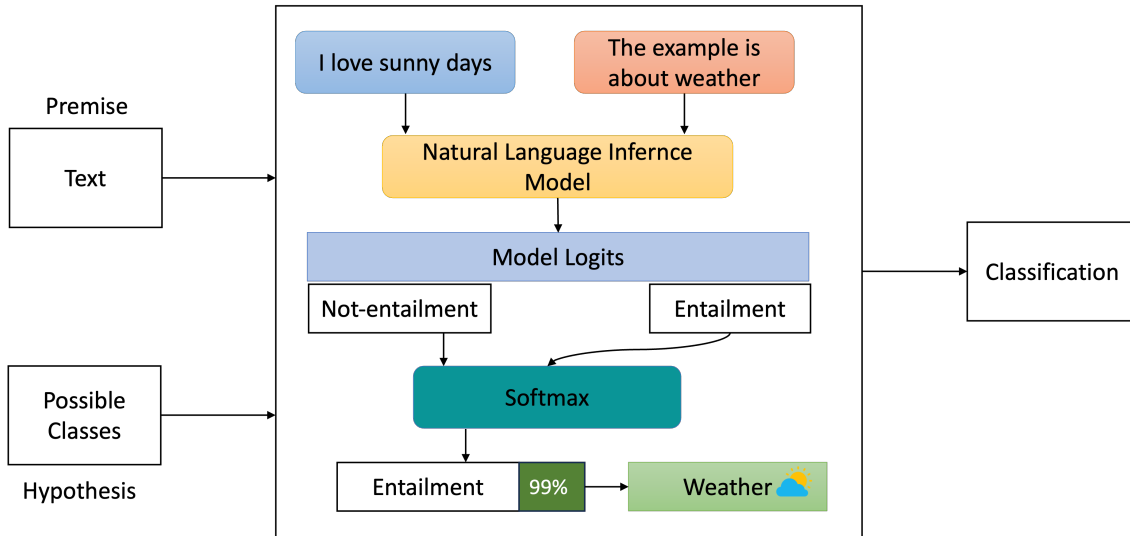 Premise
Text
Possible
Classes
Hypothesis
I love sunny days
The example is
about weather
Natural Language Infernce
Model
Model Logits
Not-entailment
Entailment
Softmax
Entailment
99%
Weather
Classification